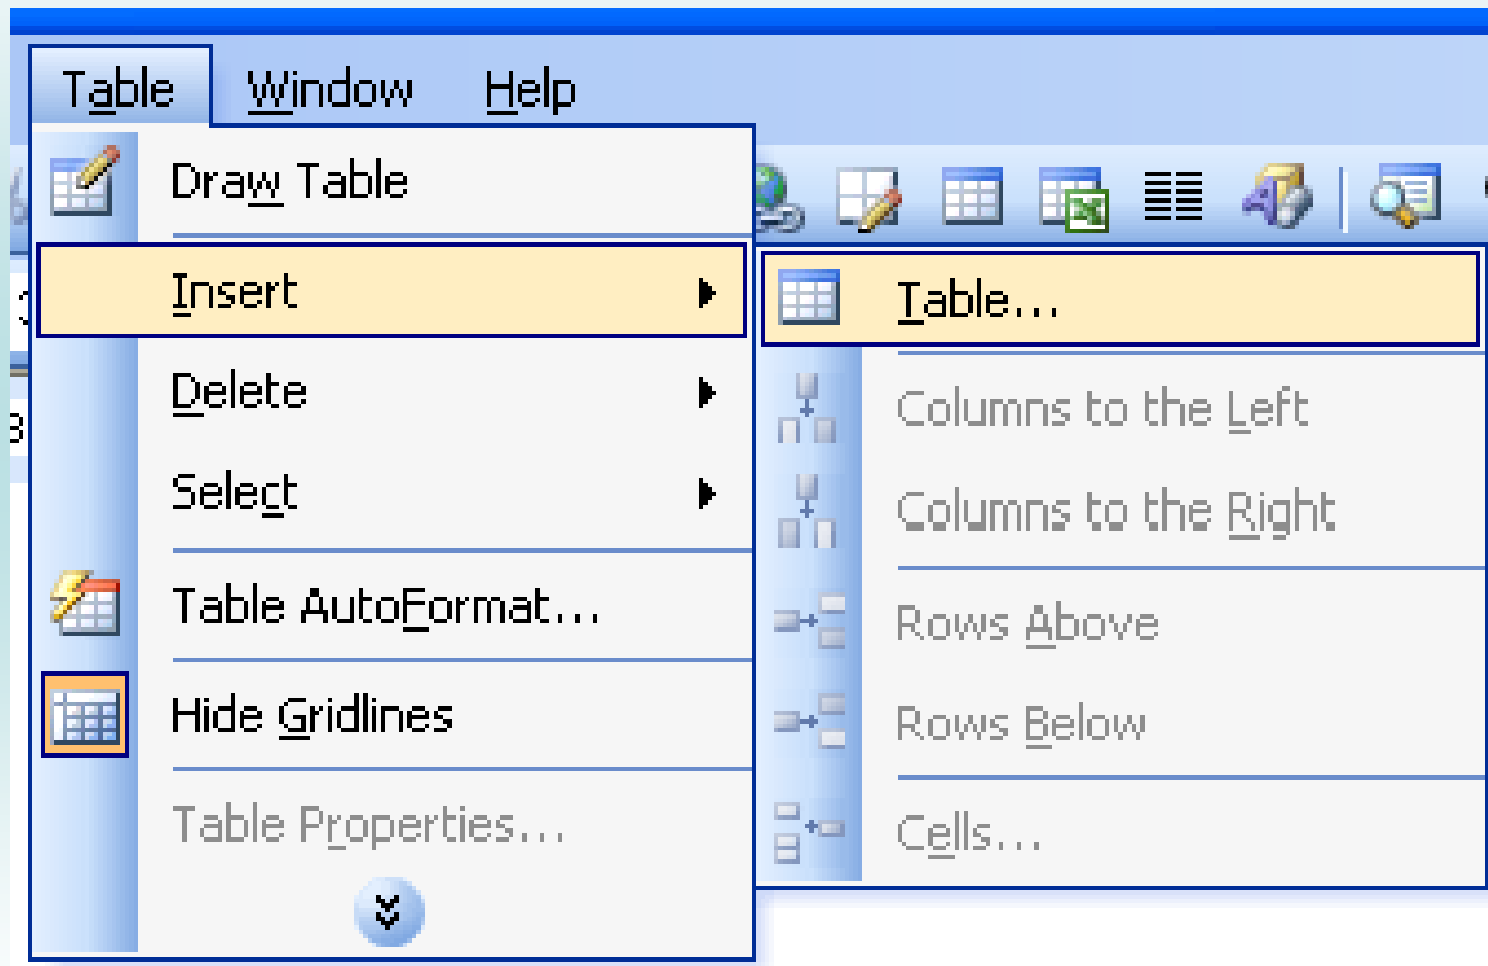 Table Window Help
Draw Table
Insert
Delete
Select
Table AutoFormat...
Hide Gridlines
Table Properties...
Table...
Columns to the Left
Columns to the Right
Rows Above
Rows Below
Cells...